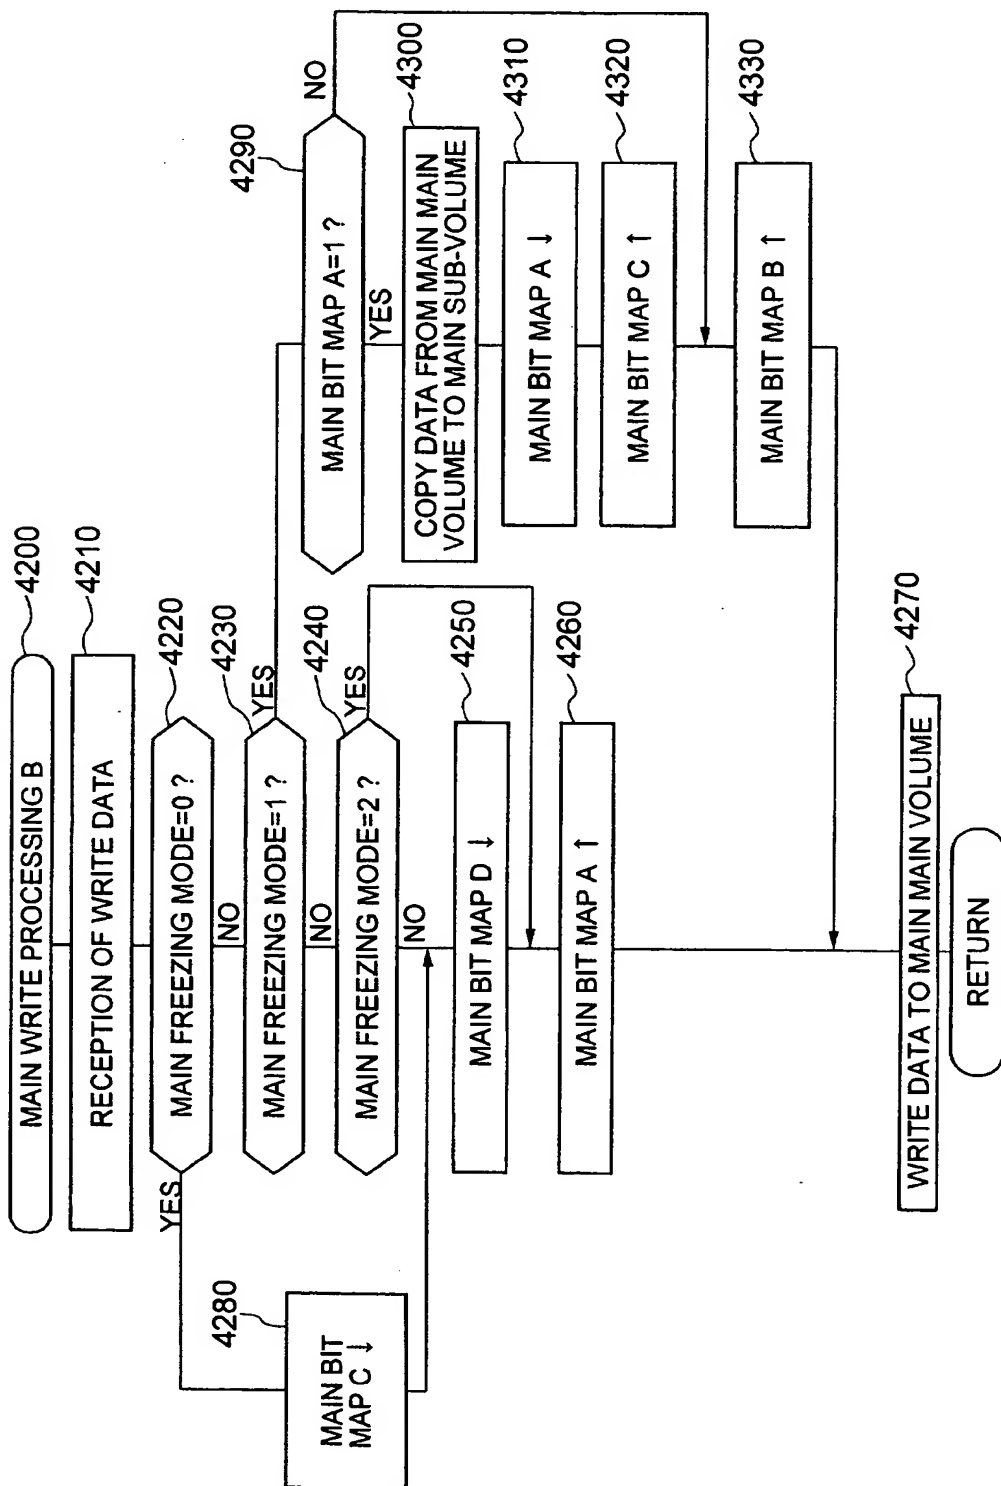 MAIN WRITE PROCESSING B
4200
RECEPTION OF WRITE DATA
4210
MAIN FREEZING MODE=0 ?
4220
YES
NO
MAIN FREEZING MODE=1 ?
4230
YES
NO
MAIN FREEZING MODE=2 ?
4240
YES
NO
MAIN BIT
MAP C ↓
4280
MAIN BIT MAP D ↓
4250
MAIN BIT MAP A ↑
4260
MAIN BIT MAP A=1 ?
4290
NO
YES
COPY DATA FROM MAIN MAIN
VOLUME TO MAIN SUB-VOLUME
4300
MAIN BIT MAP A ↓
4310
MAIN BIT MAP C ↑
4320
MAIN BIT MAP B ↑
4330
WRITE DATA TO MAIN MAIN VOLUME
4270
RETURN